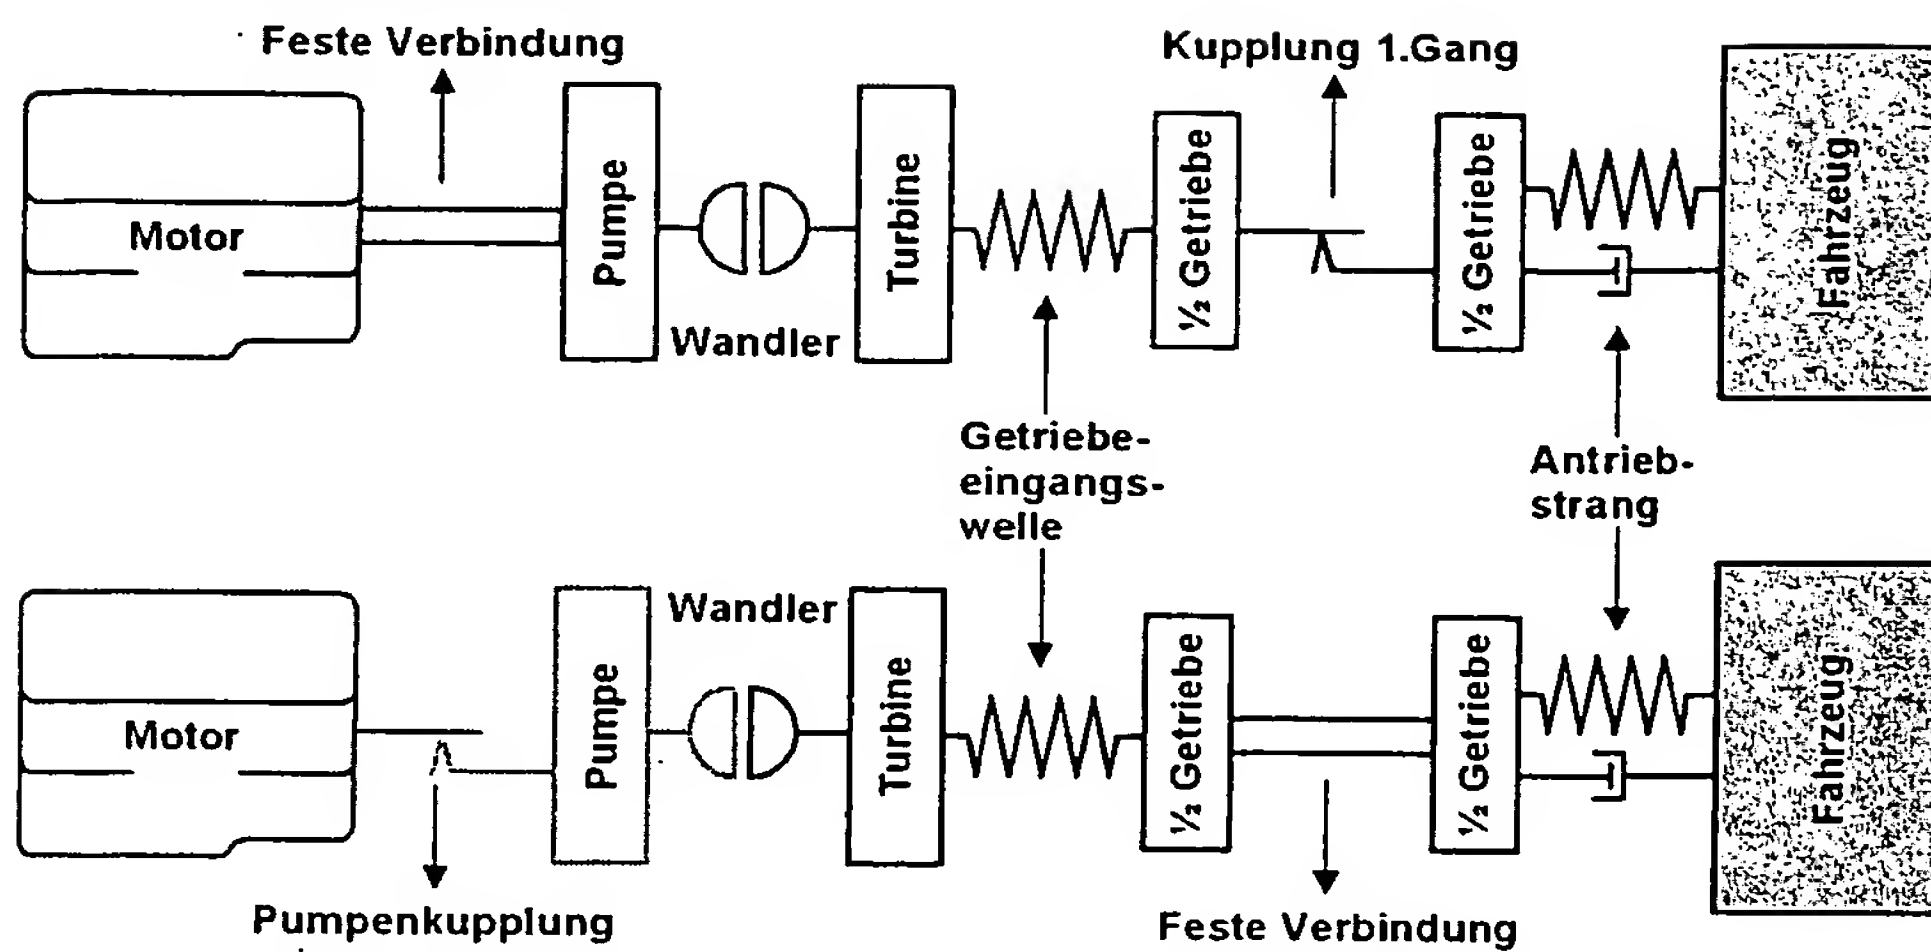 Feste Verbindung
Kupplung 1.Gang
Motor
Pumpe
Wandler
Turbine
½ Getriebe
½ Getriebe
Fahrzeug
Getriebe-
eingangs-
welle
Antrieb-
strang
Motor
Pumpe
Wandler
Turbine
½ Getriebe
½ Getriebe
Fahrzeug
Pumpenkupplung
Feste Verbindung